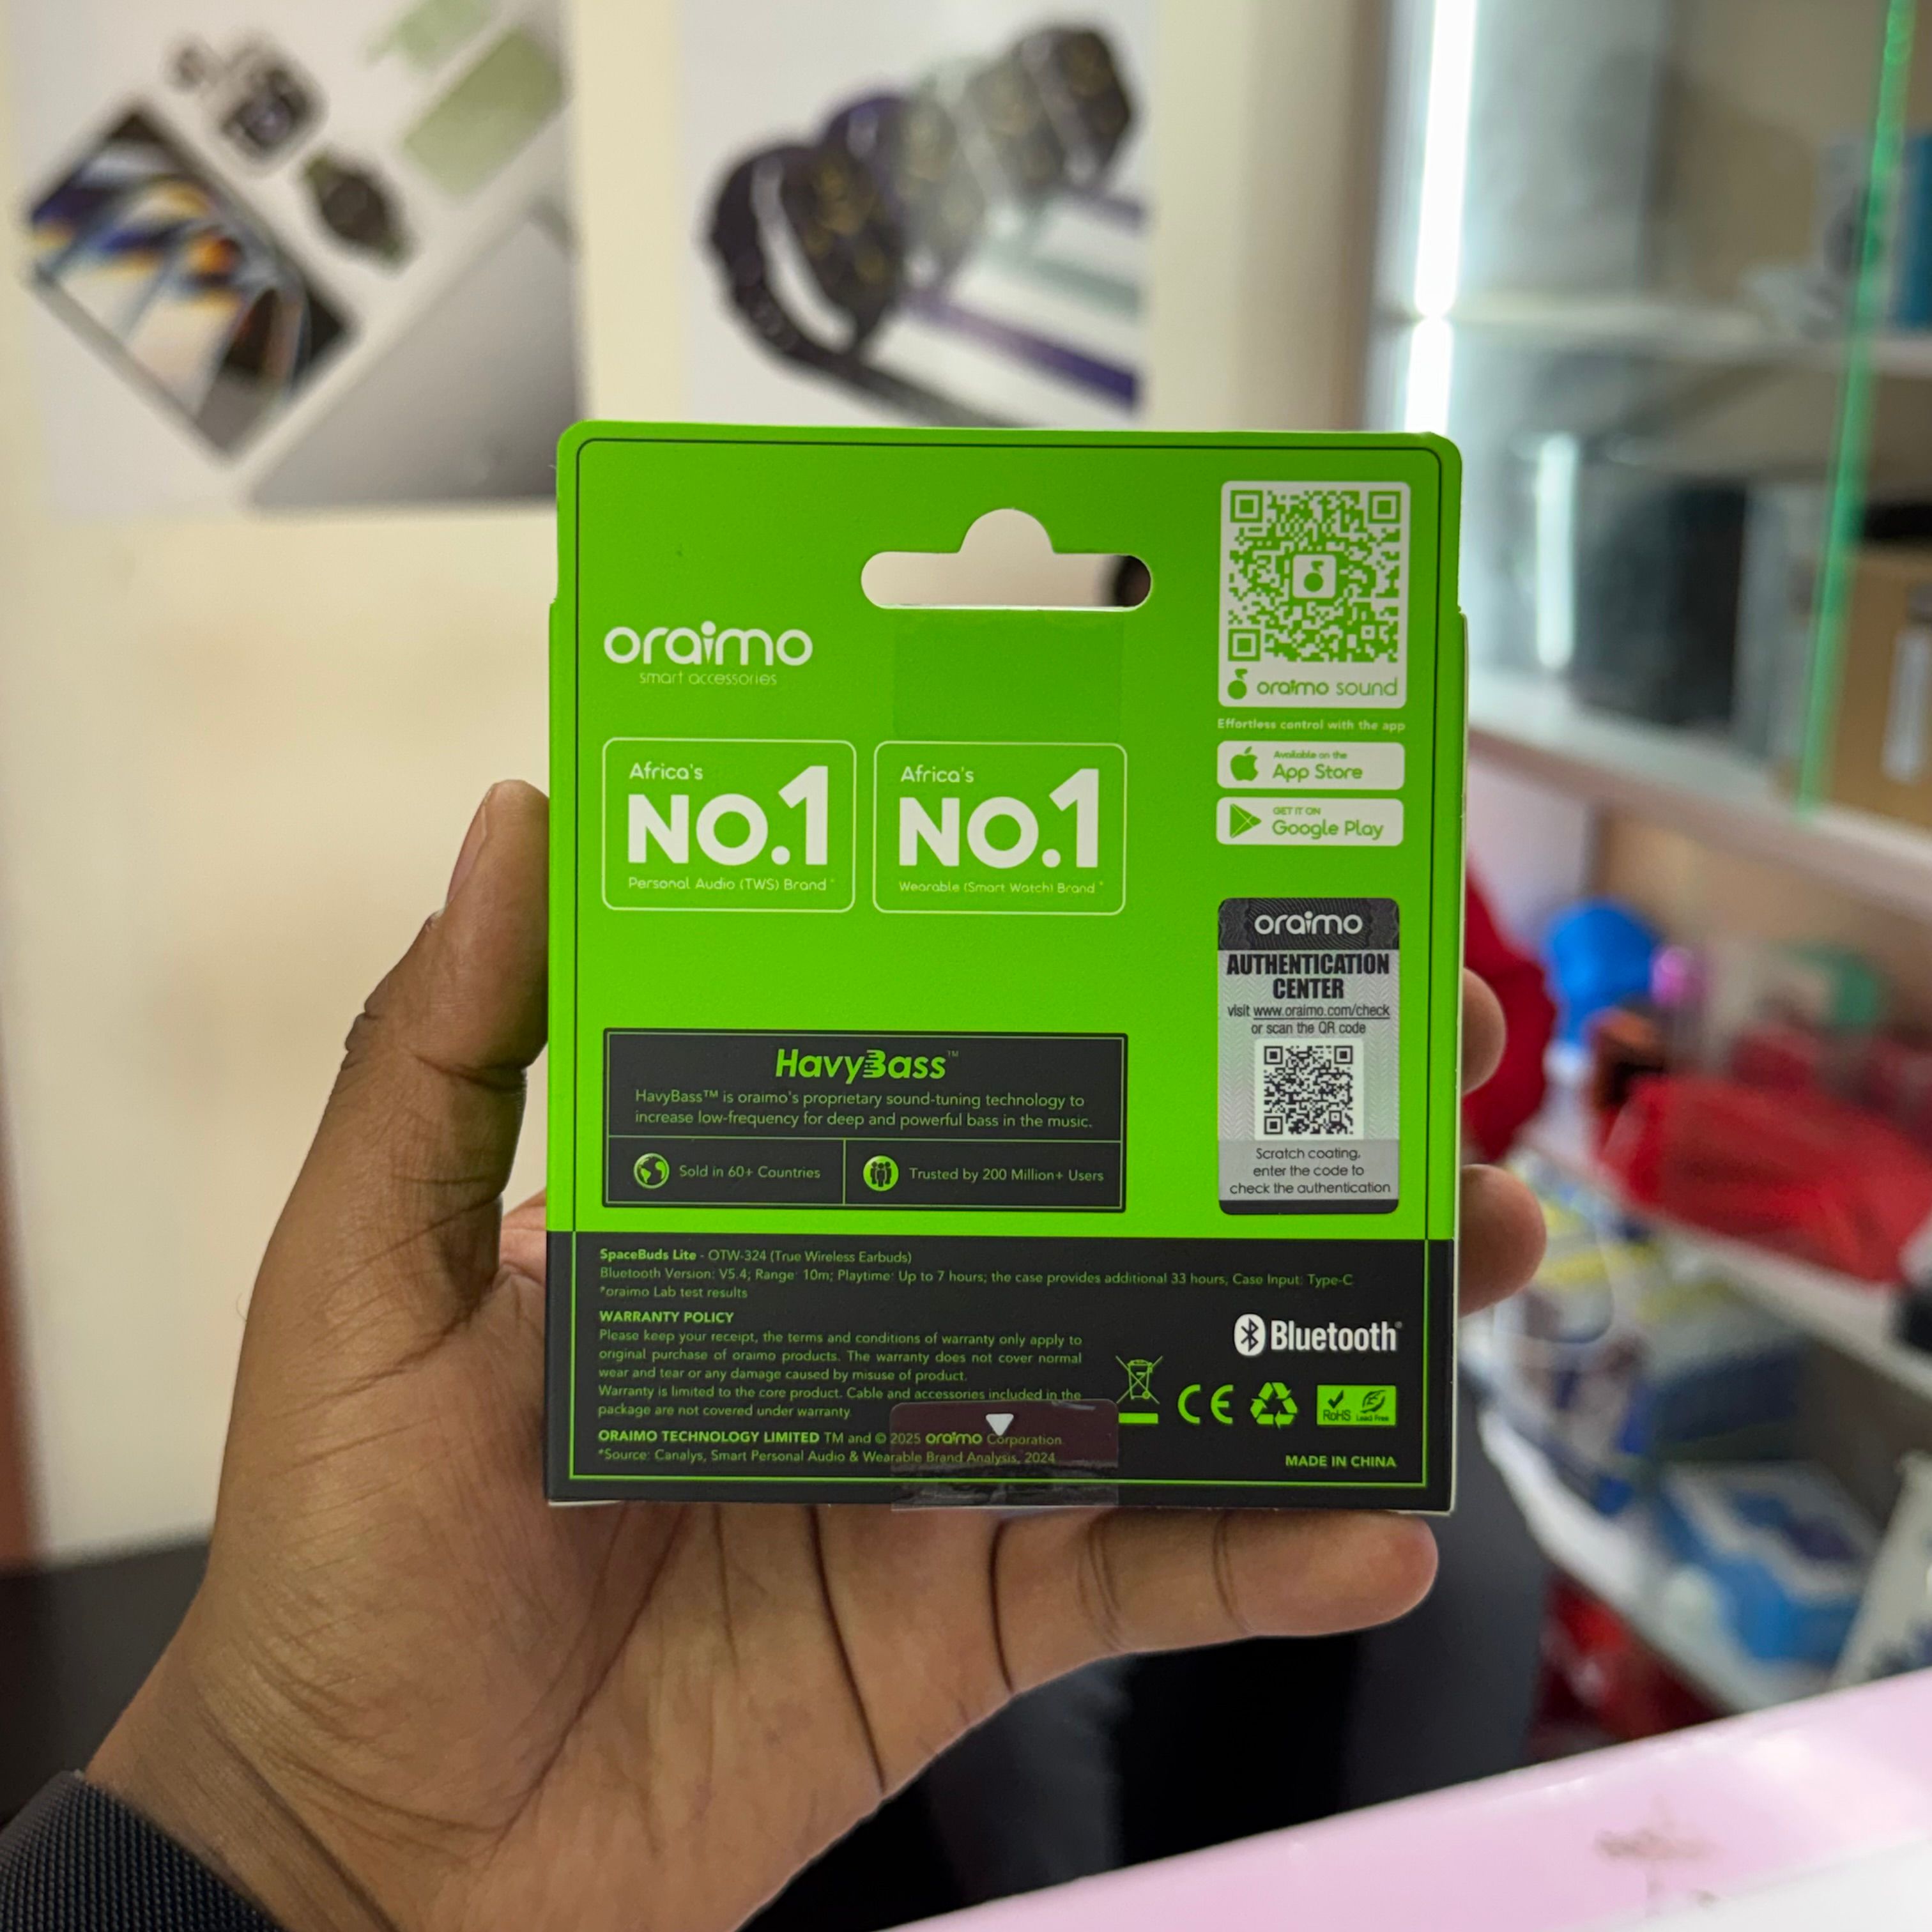 oraimo
smart accessories
Africa's
NO.1
Personal Audio (TWS) Brand*
Africa's
NO.1
Wearable (Smart Watch) Brand*
oraimo sound
Effortless control with the app
Available on the
App Store
GET IT ON
Google Play
oraimo
AUTHENTICATION
CENTER
visit www.oraimo.com/check
or scan the QR code
Scratch coating,
enter the code to
check the authentication
HavyBass™
HavyBass™ is oraimo's proprietary sound-tuning technology to
increase low-frequency for deep and powerful bass in the music.
Sold in 60+ Countries
Trusted by 200 Million+ Users
SpaceBuds Lite - OTW-324 (True Wireless Earbuds)
Bluetooth Version: V5.4; Range: 10m; Playtime: Up to 7 hours; the case provides additional 33 hours; Case Input: Type-C
*oraimo Lab test results
WARRANTY POLICY
Please keep your receipt, the terms and conditions of warranty only apply to
original purchase of oraimo products. The warranty does not cover normal
wear and tear or any damage caused by misuse of product.
Warranty is limited to the core product. Cable and accessories included in the
package are not covered under warranty.
ORAIMO TECHNOLOGY LIMITED TM and © 2025 oraimo Corporation.
*Source: Canalys, Smart Personal Audio & Wearable Brand Analysis, 2024
Bluetooth®
CE
RoHS
Lead Free
MADE IN CHINA